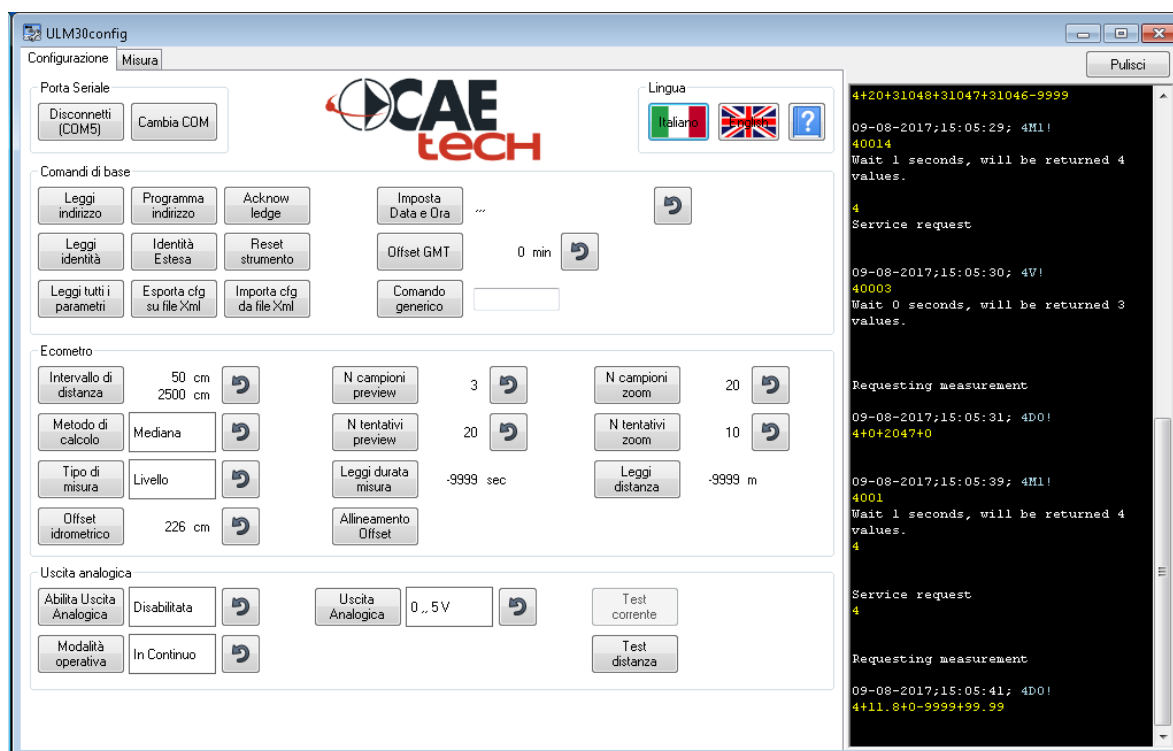 ULM30config
Configurazione
Misura
Pulisci
Porta Seriale
Disconnetti
(COM5)
Cambia COM
CAE
tech
Lingua
Italiano
English
?
Comandi di base
Leggi
indirizzo
Programma
indirizzo
Acknow
ledge
Imposta
Data e Ora
,,,
Leggi
identità
Identità
Estesa
Reset
strumento
Offset GMT
0 min
Leggi tutti i
parametri
Esporta cfg
su file Xml
Importa cfg
da file Xml
Comando
generico
Ecometro
Intervallo di
distanza
50 cm
2500 cm
N campioni
preview
3
N campioni
zoom
20
Metodo di
calcolo
Mediana
N tentativi
preview
20
N tentativi
zoom
10
Tipo di
misura
Livello
Leggi durata
misura
-9999 sec
Leggi
distanza
-9999 m
Offset
idrometrico
226 cm
Allineamento
Offset
Uscita analogica
Abilita Uscita
Analogica
Disabilitata
Uscita
Analogica
0 ,, 5 V
Test
corrente
Modalità
operativa
In Continuo
Test
distanza
4+20+31048+31047+31046-9999
09-08-2017;15:05:29; 4M1!
40014
Wait 1 seconds, will be returned 4
values.
4
Service request
09-08-2017;15:05:30; 4V!
40003
Wait 0 seconds, will be returned 3
values.
Requesting measurement
09-08-2017;15:05:31; 4D0!
4+0+2047+0
09-08-2017;15:05:39; 4M1!
4001
Wait 1 seconds, will be returned 4
values.
4
Service request
4
Requesting measurement
09-08-2017;15:05:41; 4D0!
4+11.8+0-9999+99.99